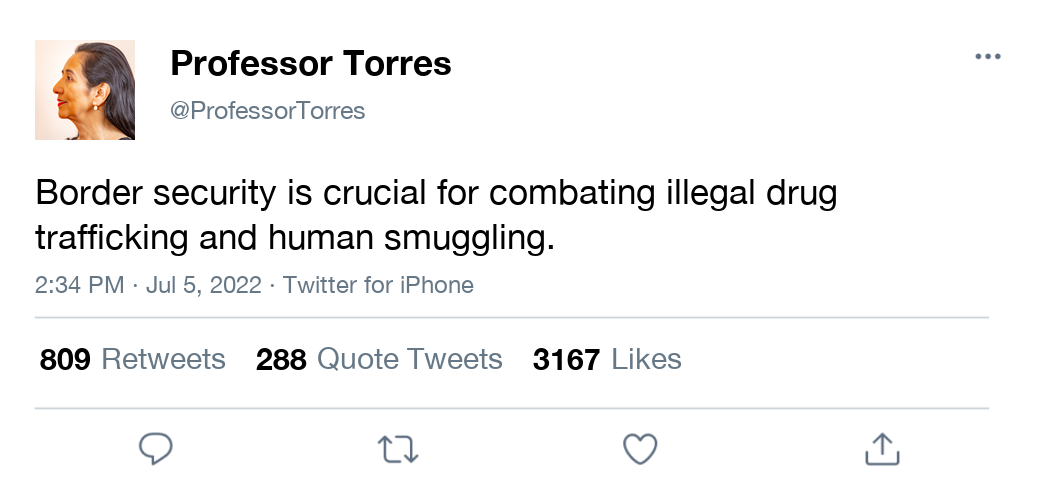 Professor Torres
@ProfessorTorres
Border security is crucial for combating illegal drug
trafficking and human smuggling.
2:34 PM · Jul 5, 2022 · Twitter for iPhone
809 Retweets 288 Quote Tweets 3167 Likes